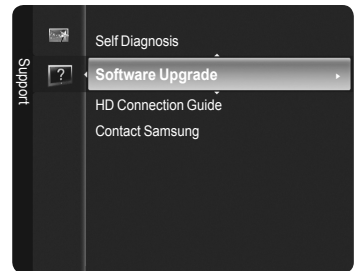 Support
Self Diagnosis
Software Upgrade
HD Connection Guide
Contact Samsung
?